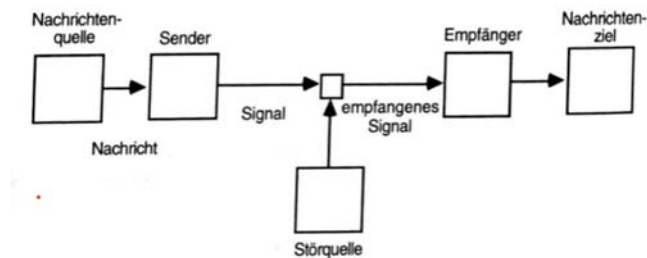 Nachrichten-
quelle
Sender
Empfänger
Nachrichten-
ziel
Signal
empfangenes
Signal
Nachricht
Störquelle